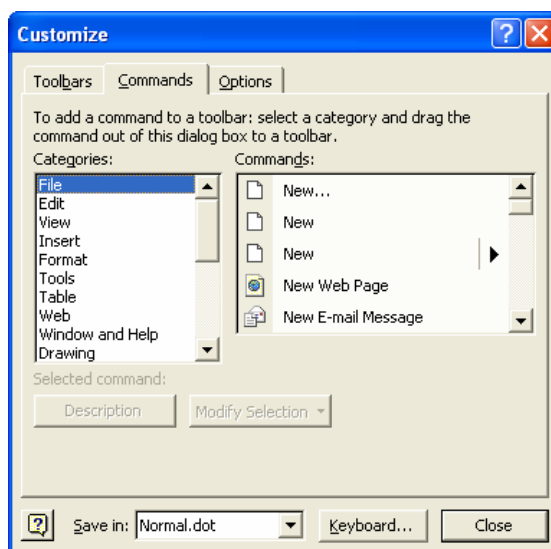 Customize
Toolbars Commands Options
To add a command to a toolbar: select a category and drag the
command out of this dialog box to a toolbar.
Categories:
Commands:
File
Edit
View
Insert
Format
Tools
Table
Web
Window and Help
Drawing
New...
New
New
New Web Page
New E-mail Message
Selected command:
Description Modify Selection
Save in: Normal.dot Keyboard... Close